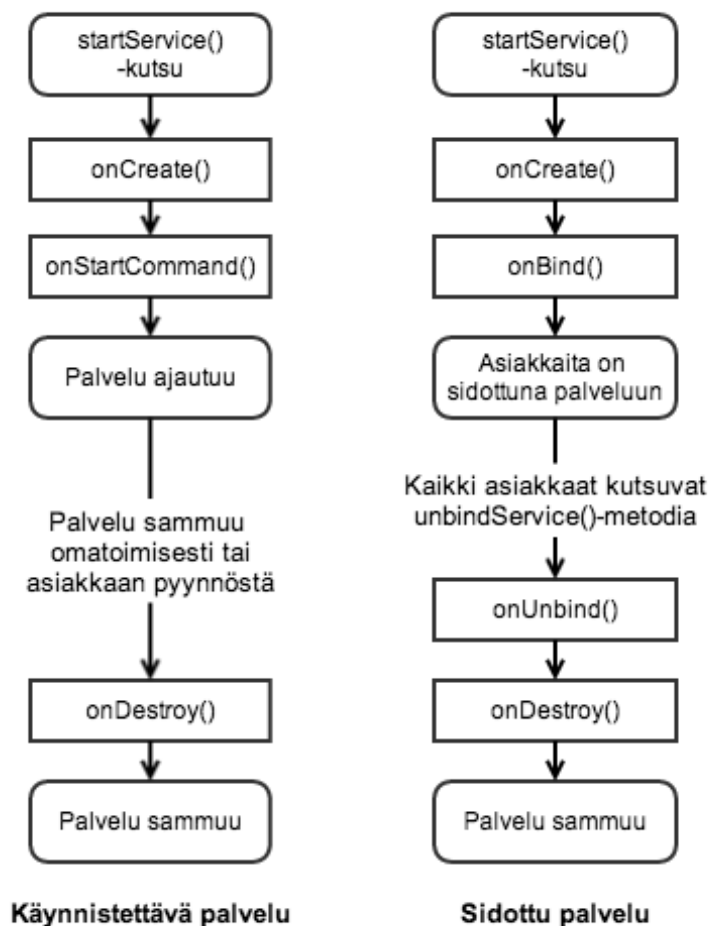 startService()
-kutsu
onCreate()
onStartCommand()
Palvelu ajautuu
Palvelu sammuu
omatoimisesti tai
asiakkaan pyynnöstä
onDestroy()
Palvelu sammuu
Käynnistettävä palvelu
startService()
-kutsu
onCreate()
onBind()
Asiakkaita on
sidottuna palveluun
Kaikki asiakkaat kutsuvat
unbindService()-metodia
onUnbind()
onDestroy()
Palvelu sammuu
Sidottu palvelu